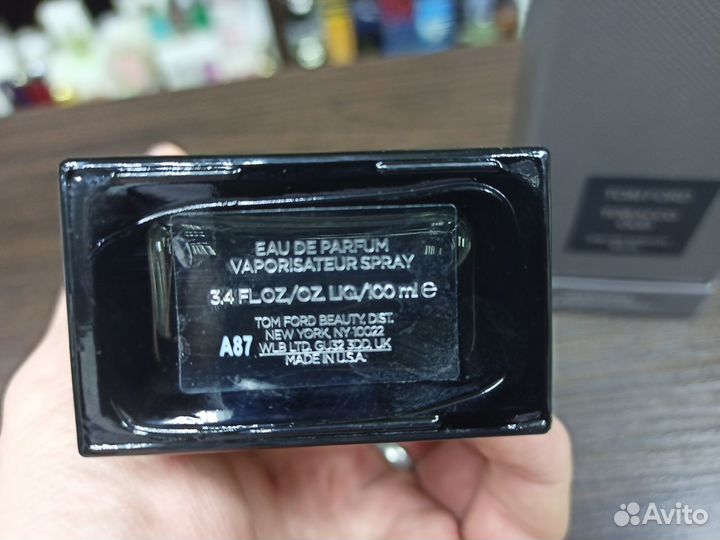 EAU DE PARFUM
VAPORISATEUR SPRAY
3.4 FL.OZ/OZ LIQ/100 ml ℮
TOM FORD BEAUTY, DIST.
NEW YORK, NY 10022
A87 WLB LTD, GU32 3DD, UK
MADE IN U.S.A.
TOM FORD
TOBACCO
Avito